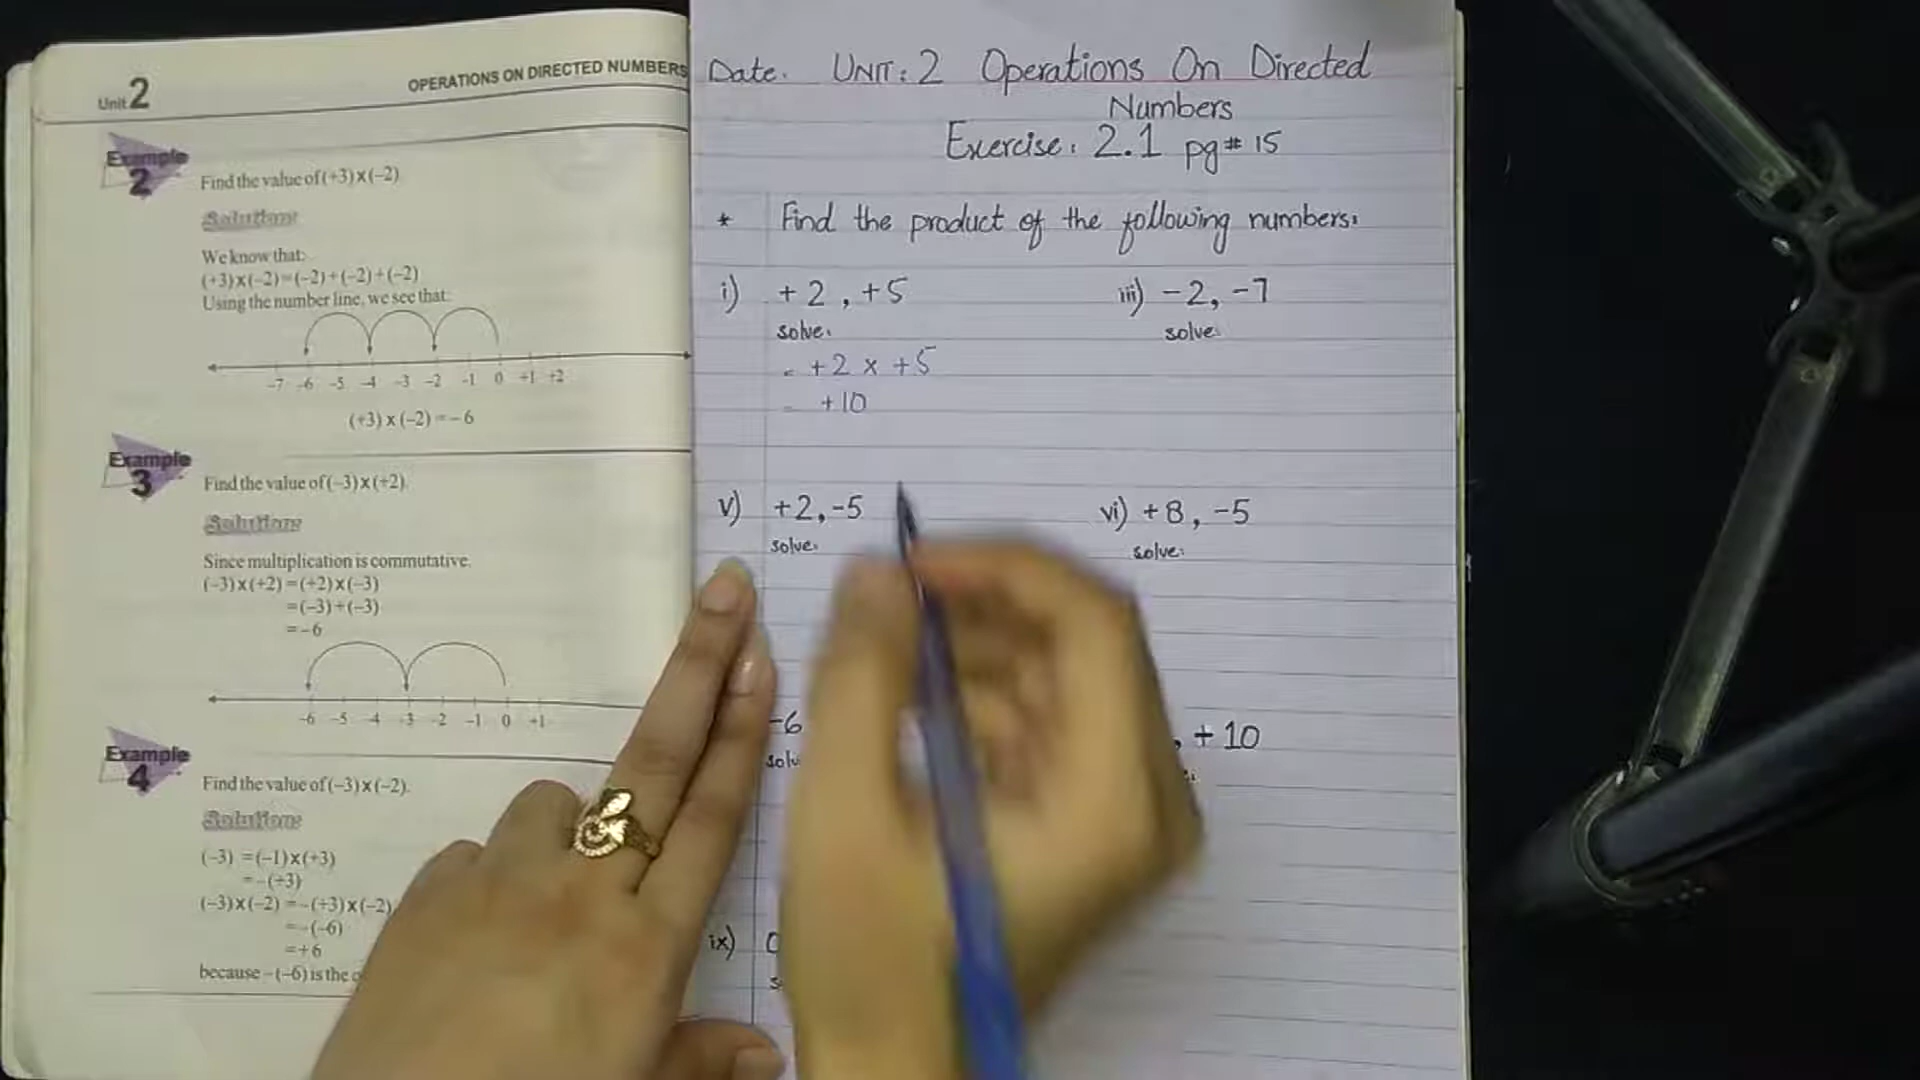 Unit 2
OPERATIONS ON DIRECTED NUMBERS
Example
2
Find the value of (+3)x(−2)
Solution:
We know that:
(+3)x(−2)=(−2)+(−2)+(−2)
Using the number line, we see that:
-7 -6 -5 -4 -3 -2 -1 0 +1 +2
(+3) x (−2) = − 6
Example
3
Find the value of (−3)x(+2).
Solution:
Since multiplication is commutative.
(−3)x(+2) =(+2)x(−3)
=(−3)+(−3)
=−6
-6 -5 -4 -3 -2 -1 0 +1
Example
4
Find the value of (−3)x(−2).
Solution:
(−3) =(−1)x(+3)
=−(+3)
(−3)x(−2) =−(+3)x(−2)
=−(−6)
=+6
because −(−6) is the
Date. UNIT: 2 Operations On Directed
Numbers
Exercise: 2.1 pg# 15
* Find the product of the following numbers:
i) +2 , +5
solve:
= +2 x +5
= +10
iii) -2, -7
solve:
v) +2, -5
solve:
vi) +8, -5
solve:
-6
, +10
ix)